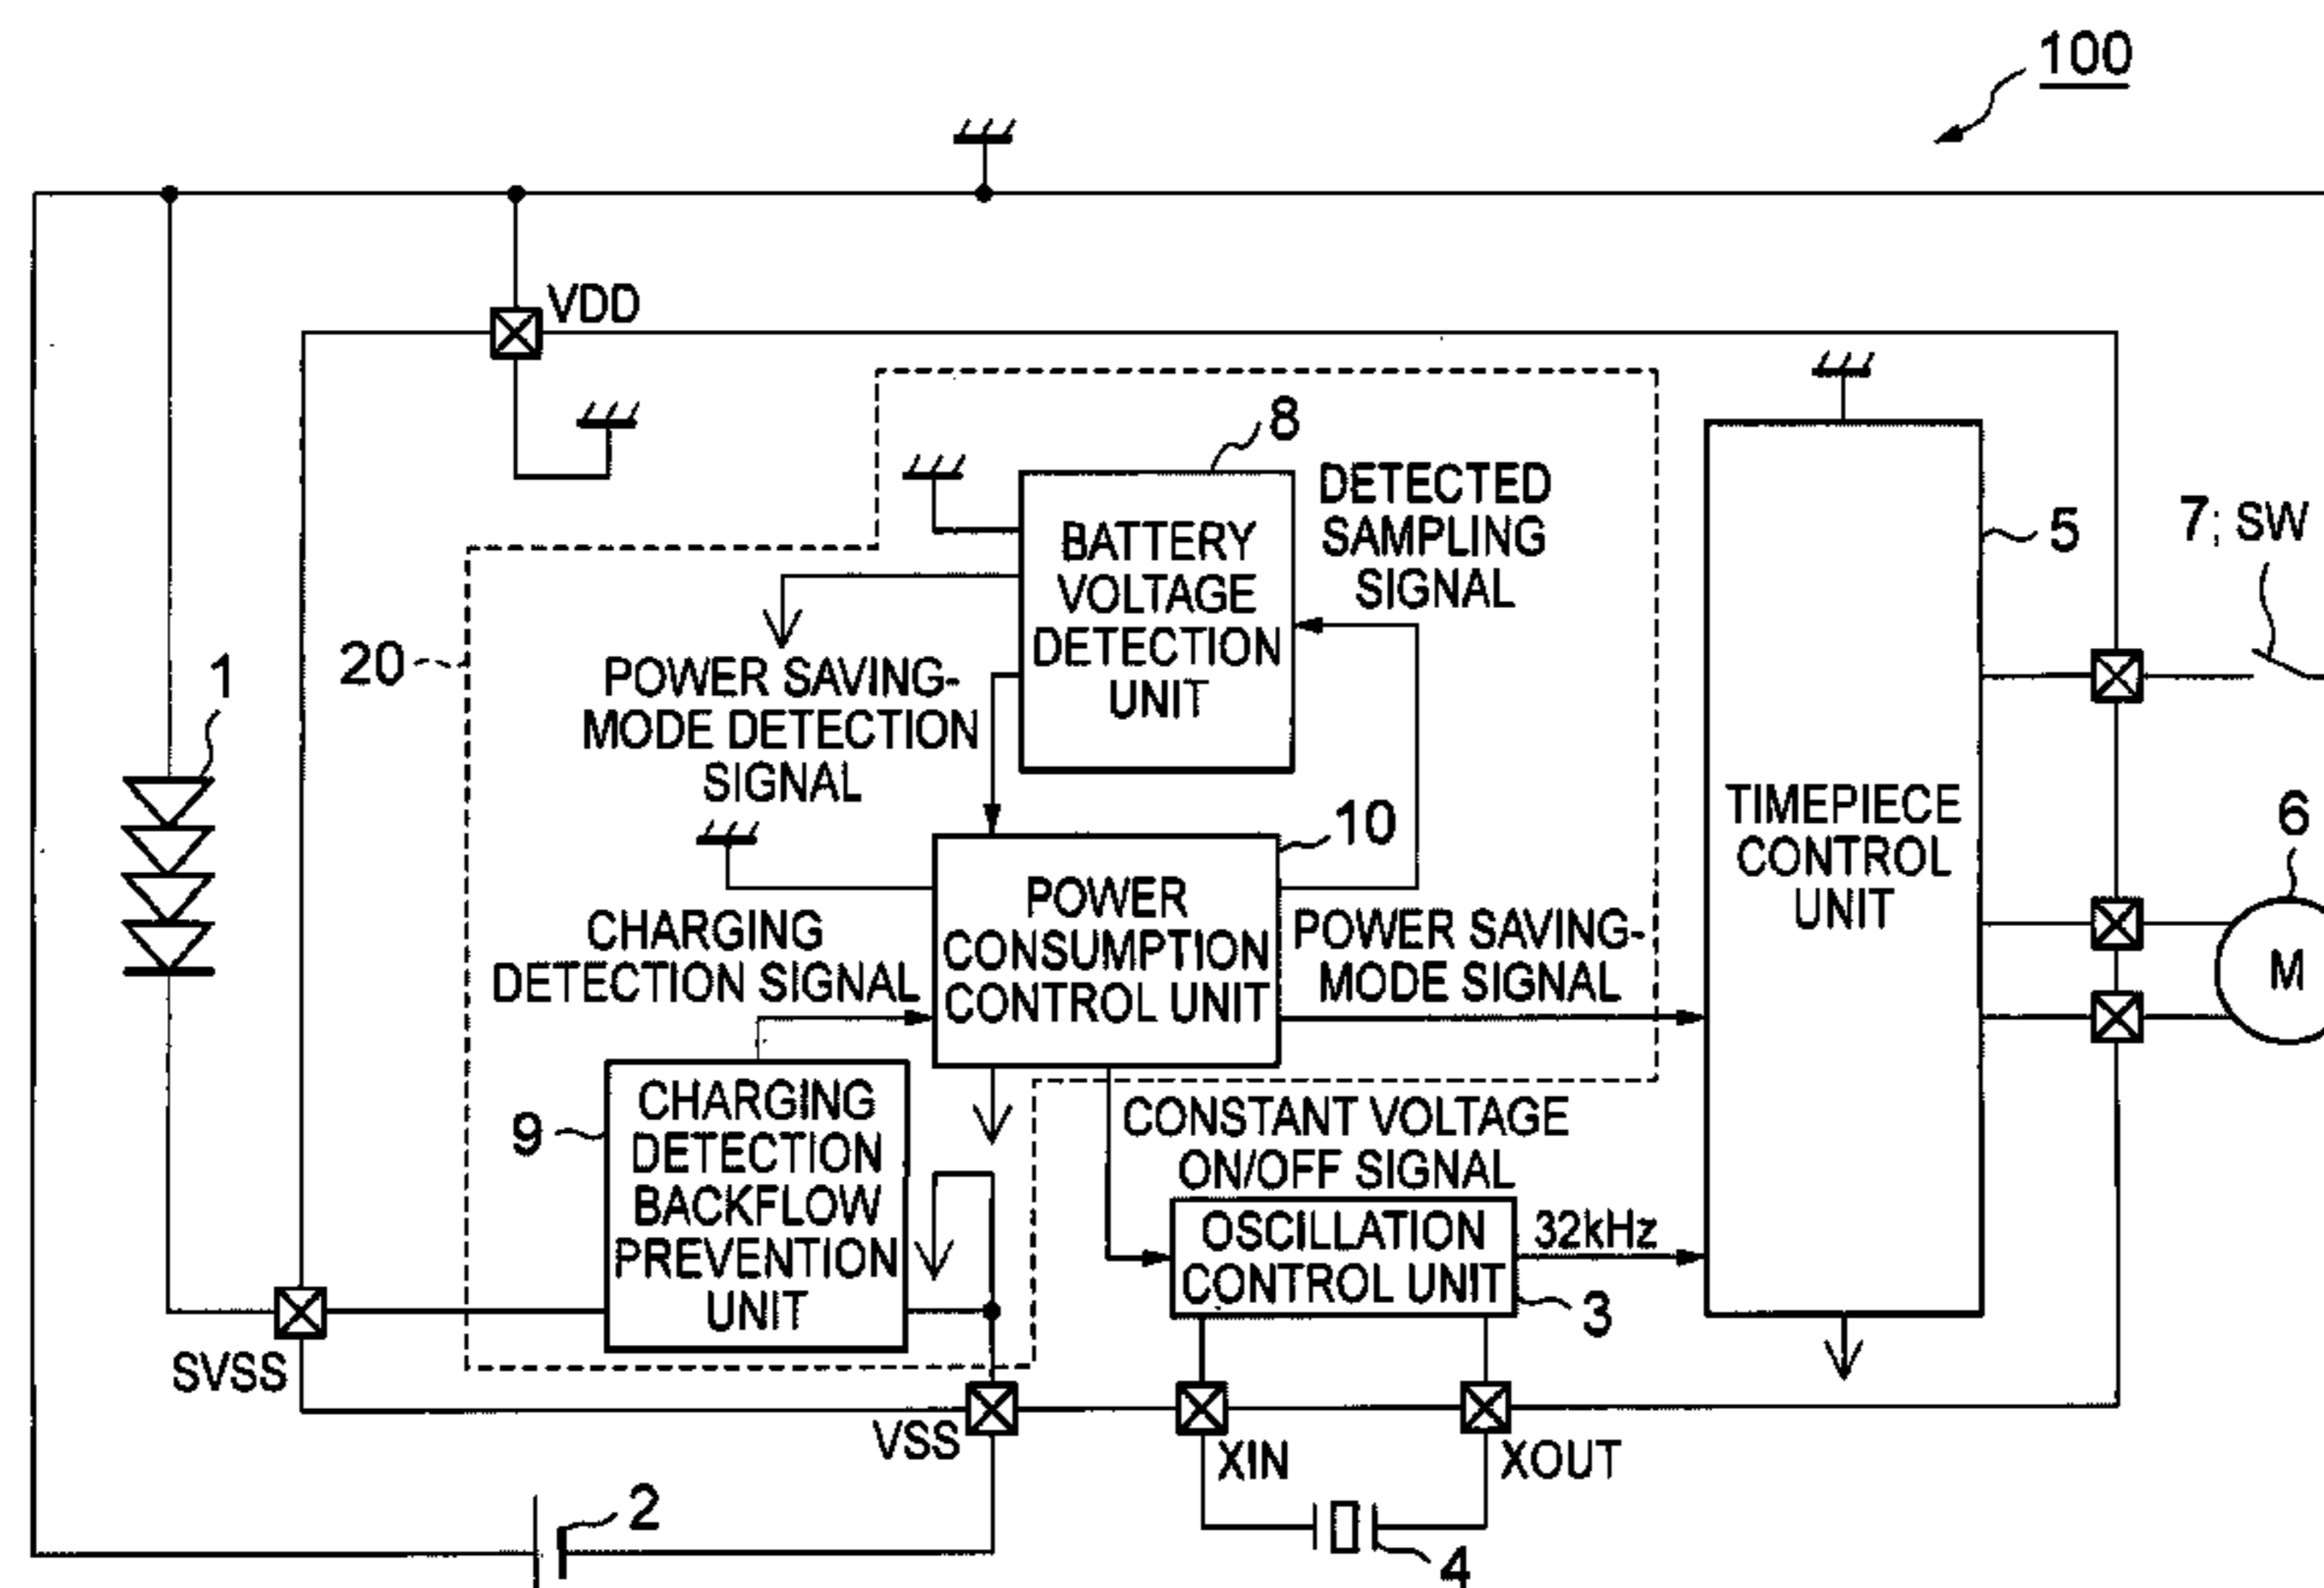 100
VDD
8
DETECTED
SAMPLING
SIGNAL
BATTERY
VOLTAGE
DETECTION
UNIT
5
7; SW
20
1
POWER SAVING-
MODE DETECTION
SIGNAL
10
TIMEPIECE
CONTROL
UNIT
6
M
POWER
CONSUMPTION
CONTROL UNIT
CHARGING
DETECTION SIGNAL
POWER SAVING-
MODE SIGNAL
9
CHARGING
DETECTION
BACKFLOW
PREVENTION
UNIT
CONSTANT VOLTAGE
ON/OFF SIGNAL
OSCILLATION
CONTROL UNIT
32kHz
3
SVSS
VSS
XIN
XOUT
2
4